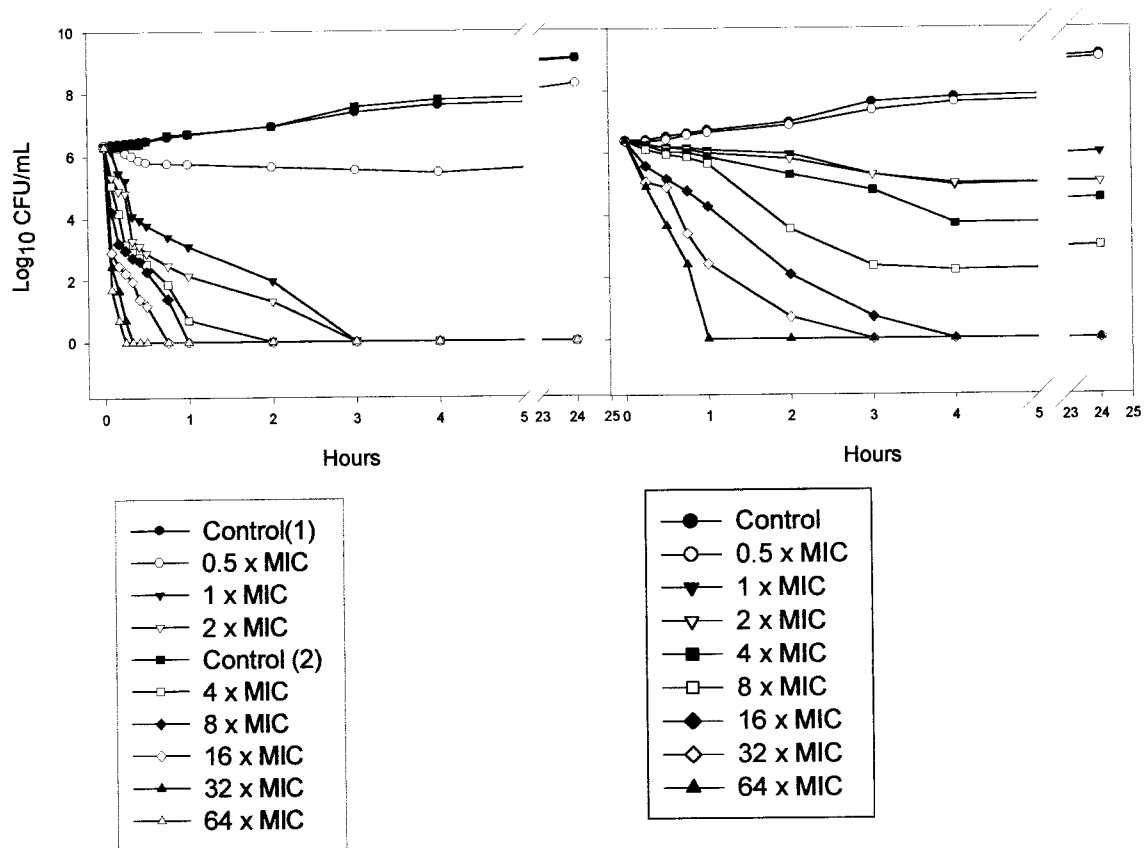 Log10 CFU/mL
10
8
6
4
2
0
0 1 2 3 4 5 23 24 25
0 1 2 3 4 5 23 24 25
Hours
Hours
Control(1)
0.5 x MIC
1 x MIC
2 x MIC
Control (2)
4 x MIC
8 x MIC
16 x MIC
32 x MIC
64 x MIC
Control
0.5 x MIC
1 x MIC
2 x MIC
4 x MIC
8 x MIC
16 x MIC
32 x MIC
64 x MIC